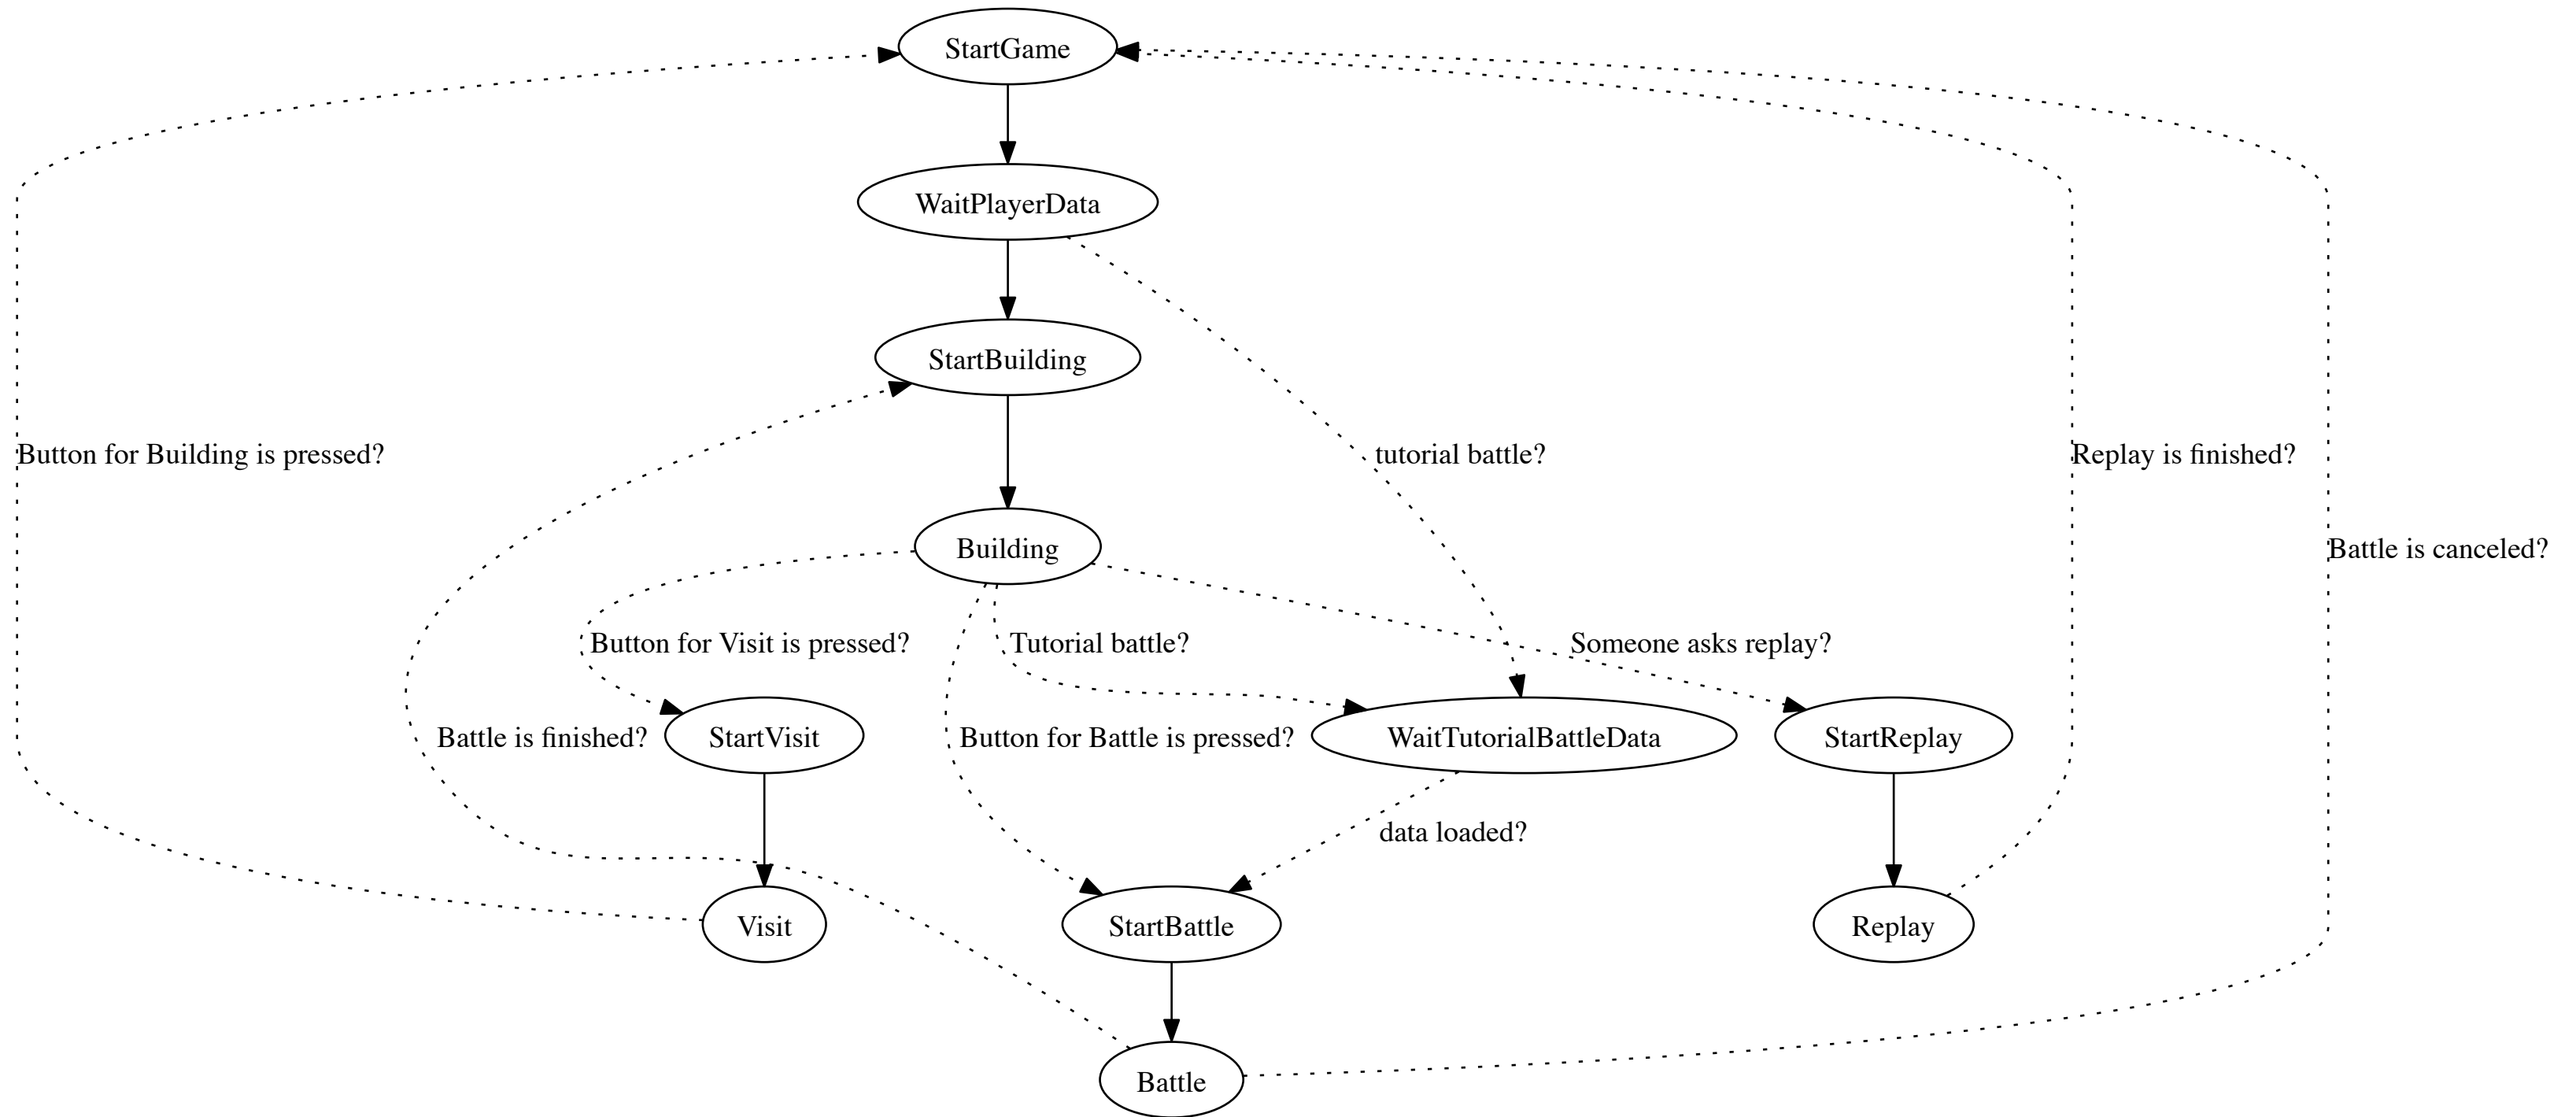 StartGame
WaitPlayerData
StartBuilding
Button for Building is pressed?
tutorial battle?
Replay is finished?
Building
Battle is canceled?
Button for Visit is pressed?
Tutorial battle?
Someone asks replay?
Battle is finished?
StartVisit
Button for Battle is pressed?
WaitTutorialBattleData
StartReplay
data loaded?
Visit
StartBattle
Replay
Battle